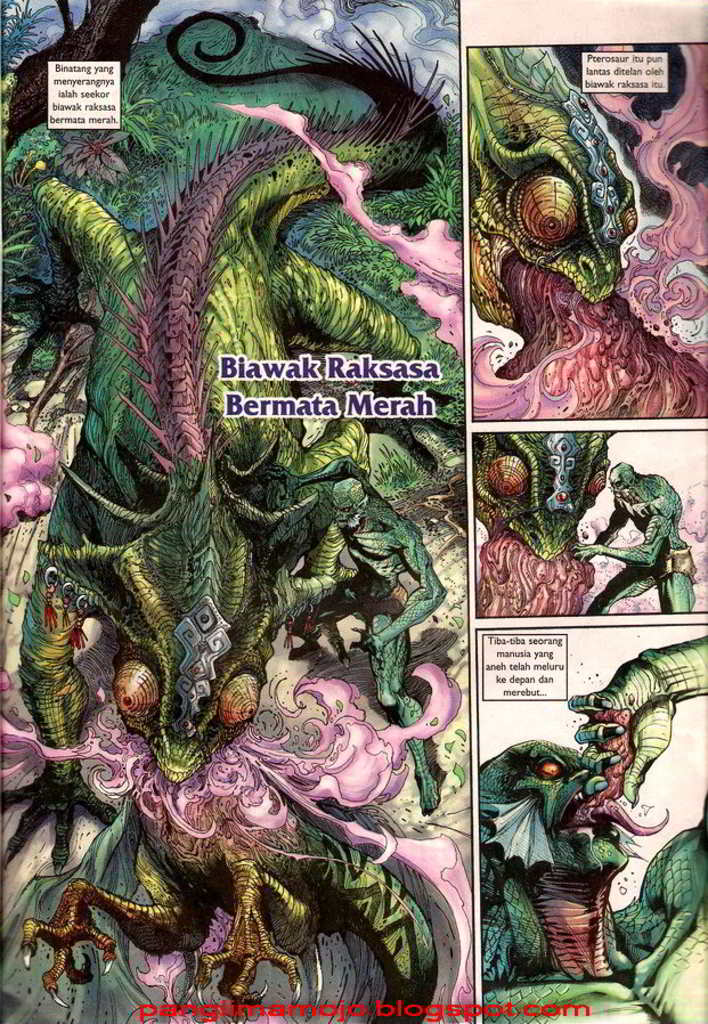 Binatang yang
menyerangnya
ialah seekor
biawak raksasa
bermata merah.
Biawak Raksasa
Bermata Merah
Pterosaur itu pun
lantas ditelan oleh
biawak raksasa itu.
Tiba-tiba seorang
manusia yang
aneh telah meluru
ke depan dan
merebut...
panglimamojo.blogspot.com